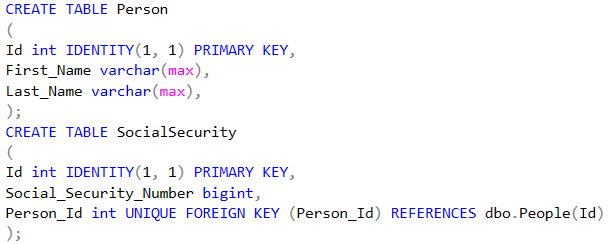 CREATE TABLE Person
(
Id int IDENTITY(1, 1) PRIMARY KEY,
First_Name varchar(max),
Last_Name varchar(max),
);
CREATE TABLE SocialSecurity
(
Id int IDENTITY(1, 1) PRIMARY KEY,
Social_Security_Number bigint,
Person_Id int UNIQUE FOREIGN KEY (Person_Id) REFERENCES dbo.People(Id)
);